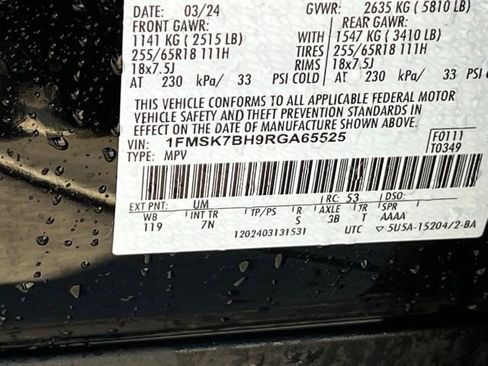 DATE: 03/24 GVWR: 2635 KG ( 5810 LB)
FRONT GAWR: REAR GAWR:
1141 KG ( 2515 LB) WITH 1547 KG ( 3410 LB)
255/65R18 111H TIRES 255/65R18 111H
18x7.5J RIMS 18x7.5J
AT 230 kPa/ 33 PSI COLD AT 230 kPa/ 33 PSI COLD
THIS VEHICLE CONFORMS TO ALL APPLICABLE FEDERAL MOTOR
VEHICLE SAFETY AND THEFT PREVENTION STANDARDS IN
EFFECT ON THE DATE OF MANUFACTURE SHOWN ABOVE.
VIN: 1FMSK7BH9RGA65525 F0111
TYPE: MPV T0349
EXT PNT: UM RC: 53 DSO:
WB INT TR TP/PS R AXLE TR SPR
119 7N S 3B T AAAA
1202403131531 UTC ▽ 5U5A-15204/2-BA